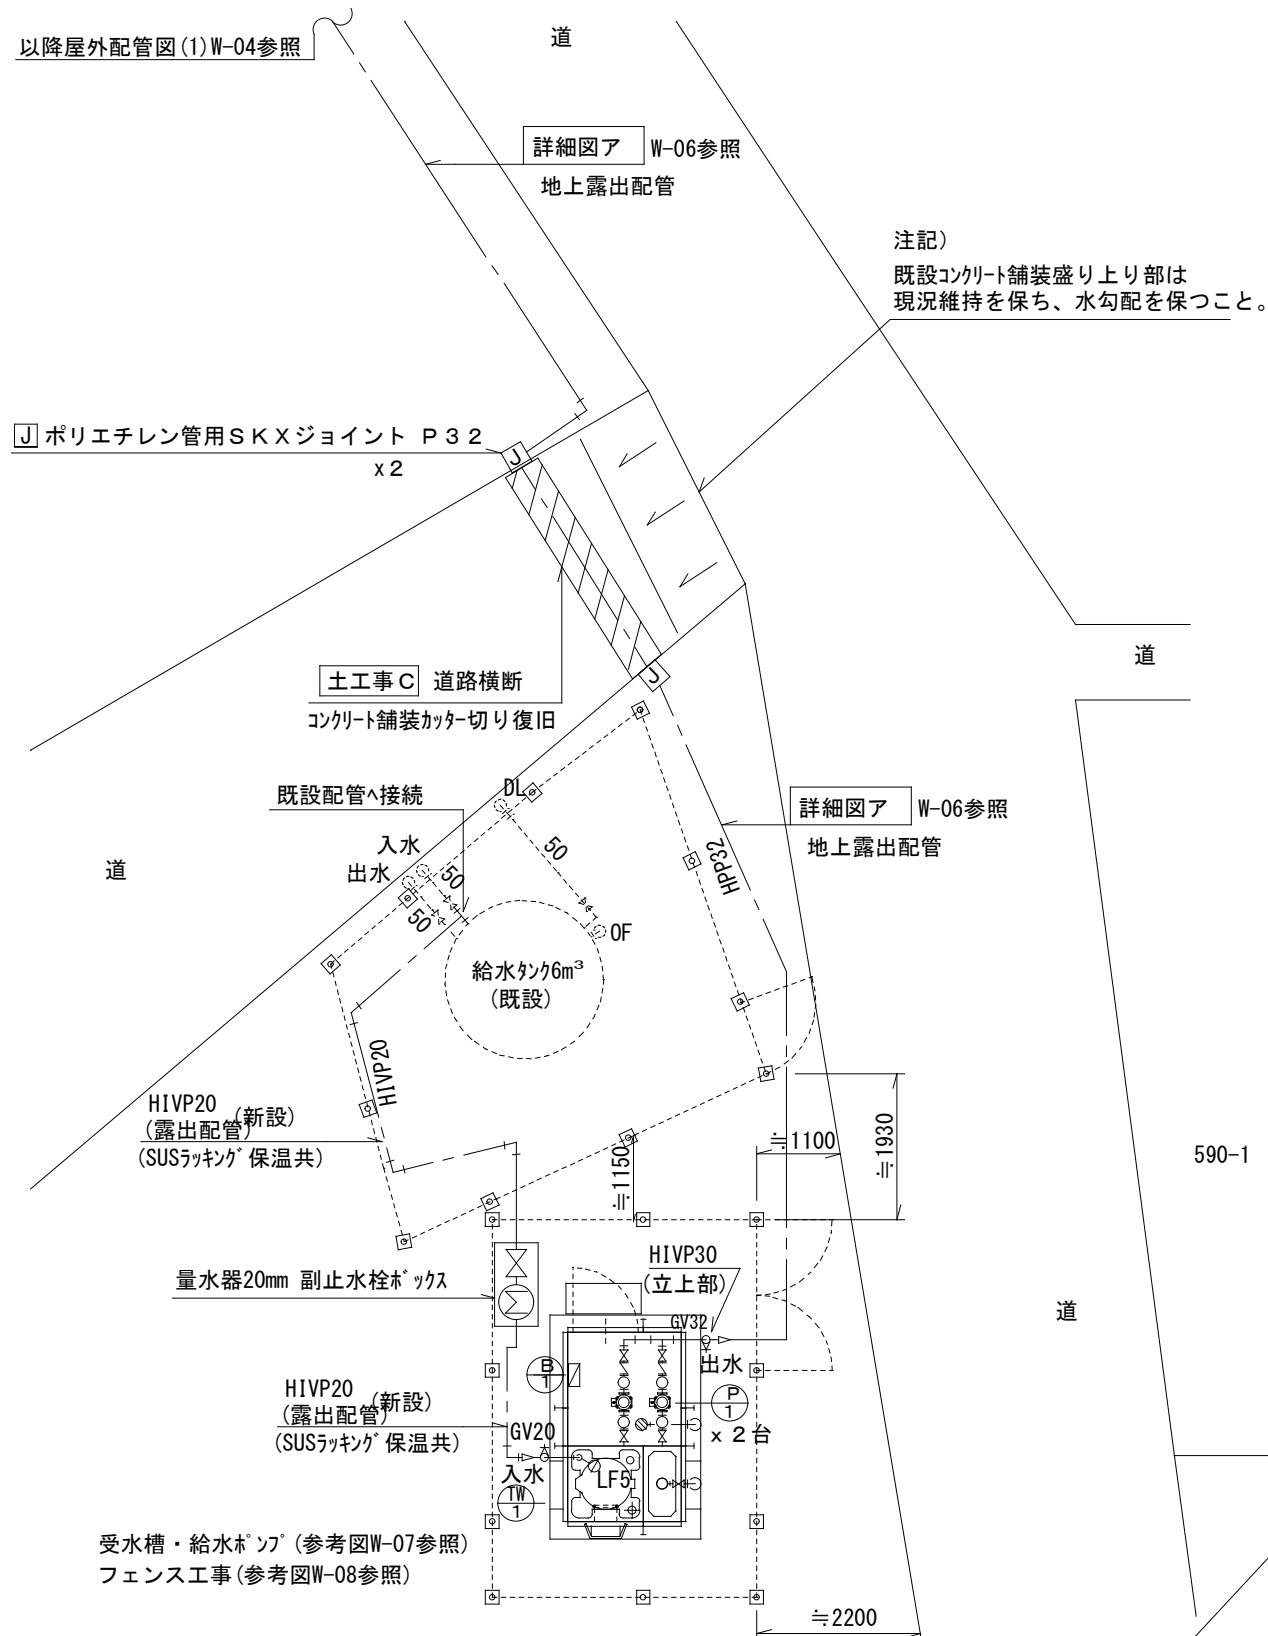 以降屋外配管図(1)W-04参照
道
詳細図ア W-06参照
地上露出配管
注記）
既設ｺﾝｸﾘｰﾄ舗装盛り上り部は
現況維持を保ち、水勾配を保つこと。
J ポリエチレン管用ＳＫＸジョイント Ｐ３２
x２
J
道
土工事Ｃ 道路横断
ｺﾝｸﾘｰﾄ舗装ｶｯﾀｰ切り復旧
J
既設配管へ接続
DL
詳細図ア W-06参照
地上露出配管
入水
出水
50
50
50
HPP32
道
OF
給水ﾀﾝｸ6m³
(既設)
HIVP20
HIVP20 (新設)
(露出配管)
(SUSﾗｯｷﾝｸﾞ保温共)
≒1150
≒1100
≒1930
590-1
HIVP30
(立上部)
量水器20mm 副止水栓ﾎﾞｯｸｽ
GV32
道
出水
B
1
P
1
x２台
HIVP20 (新設)
(露出配管)
(SUSﾗｯｷﾝｸﾞ保温共)
GV20
入水
LF5
TW
1
受水槽・給水ﾎﾟﾝﾌﾟ(参考図W-07参照)
フェンス工事(参考図W-08参照)
≒2200